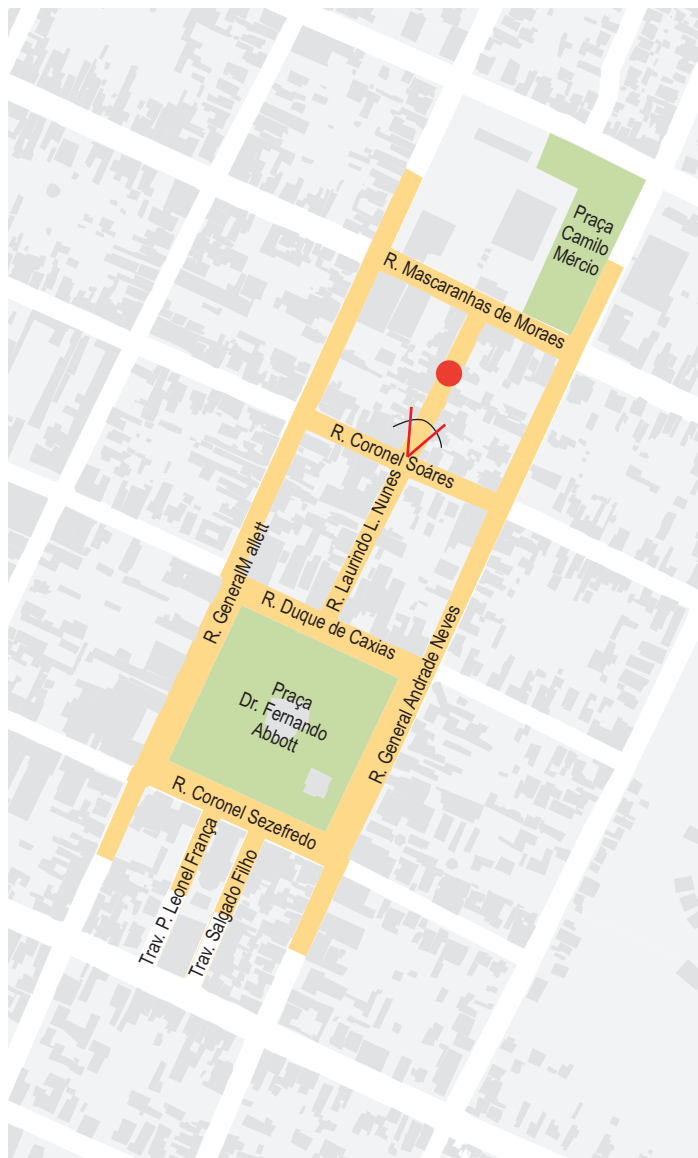 Praça
Camilo
Mércio
R. Mascaranhas de Moraes
R. Coronel Soáres
R. Laurindo L. Nunes
R. GeneralM allett
R. Duque de Caxias
R. General Andrade Neves
Praça
Dr. Fernando
Abbott
R. Coronel Sezefredo
Trav. P. Leonel França
Trav. Salgado Filho